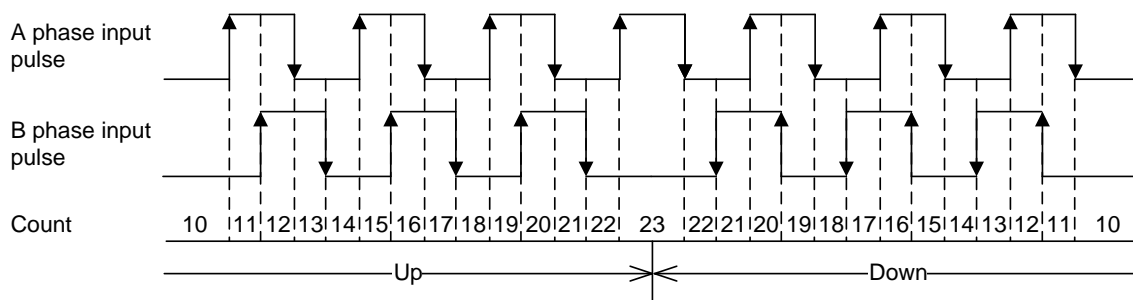 A phase input
pulse
B phase input
pulse
Count 10 11 12 13 14 15 16 17 18 19 20 21 22 23 22 21 20 19 18 17 16 15 14 13 12 11 10
Up Down